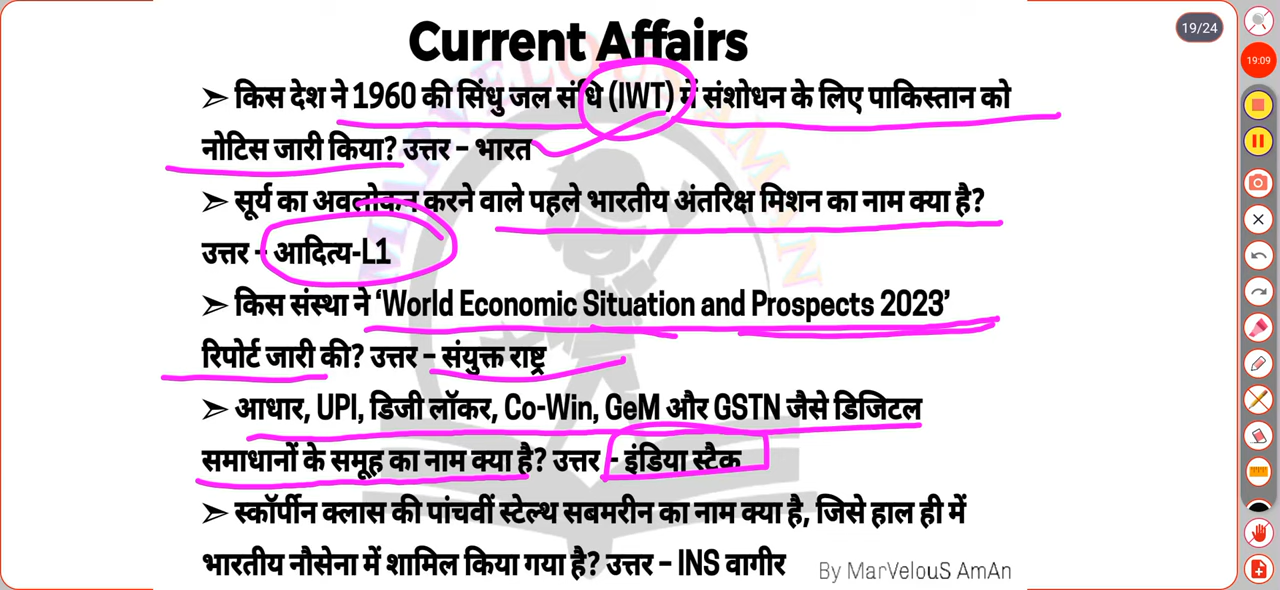 Current Affairs
19/24
19:09
➢ किस देश ने 1960 की सिंधु जल संधि (IWT) में संशोधन के लिए पाकिस्तान को
नोटिस जारी किया? उत्तर – भारत
➢ सूर्य का अवलोकन करने वाले पहले भारतीय अंतरिक्ष मिशन का नाम क्या है?
उत्तर – आदित्य-L1
➢ किस संस्था ने ‘World Economic Situation and Prospects 2023’
रिपोर्ट जारी की? उत्तर – संयुक्त राष्ट्र
➢ आधार, UPI, डिजी लॉकर, Co-Win, GeM और GSTN जैसे डिजिटल
समाधानों के समूह का नाम क्या है? उत्तर - इंडिया स्टैक
➢ स्कॉर्पीन क्लास की पांचवीं स्टेल्थ सबमरीन का नाम क्या है, जिसे हाल ही में
भारतीय नौसेना में शामिल किया गया है? उत्तर – INS वागीर
By MarVelouS AmAn
MARVELOUS AMAN